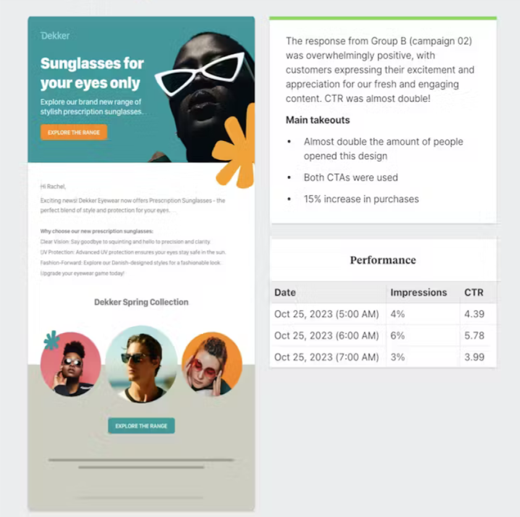 Dekker
Sunglasses for
your eyes only
Explore our brand new range of
stylish prescription sunglasses.
EXPLORE THE RANGE
Hi Rachel,
Exciting news! Dekker Eyewear now offers Prescription Sunglasses - the
perfect blend of style and protection for your eyes.
Why choose our new prescription sunglasses:
Clear Vision: Say goodbye to squinting and hello to precision and clarity.
UV Protection: Advanced UV protection ensures your eyes stay safe in the sun.
Fashion-Forward: Explore our Danish-designed styles for a fashionable look.
Upgrade your eyewear game today!
Dekker Spring Collection
EXPLORE THE RANGE
The response from Group B (campaign 02)
was overwhelmingly positive, with
customers expressing their excitement and
appreciation for our fresh and engaging
content. CTR was almost double!
Main takeouts
• Almost double the amount of people
opened this design
• Both CTAs were used
• 15% increase in purchases
Performance
Date Impressions CTR
Oct 25, 2023 (5:00 AM) 4% 4.39
Oct 25, 2023 (6:00 AM) 6% 5.78
Oct 25, 2023 (7:00 AM) 3% 3.99